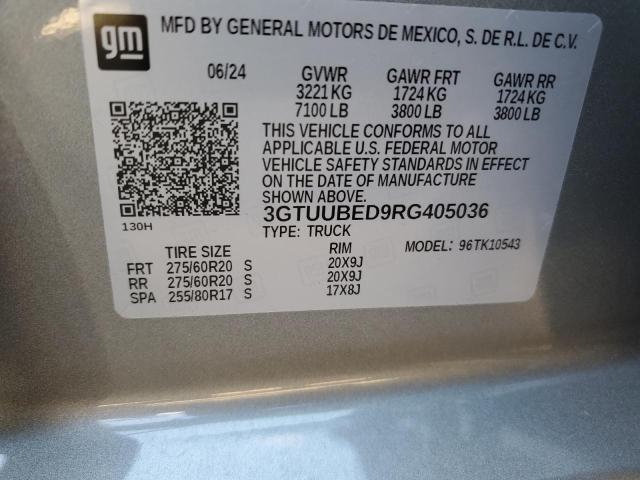 gm
MFD BY GENERAL MOTORS DE MEXICO, S. DE R.L. DE C.V.
06/24 GVWR GAWR FRT GAWR RR
3221 KG 1724 KG 1724 KG
7100 LB 3800 LB 3800 LB
THIS VEHICLE CONFORMS TO ALL
APPLICABLE U.S. FEDERAL MOTOR
VEHICLE SAFETY STANDARDS IN EFFECT
ON THE DATE OF MANUFACTURE
SHOWN ABOVE.
3GTUUBED9RG405036
130H
TYPE: TRUCK MODEL: 96TK10543
TIRE SIZE RIM
FRT 275/60R20 S 20X9J
RR 275/60R20 S 20X9J
SPA 255/80R17 S 17X8J